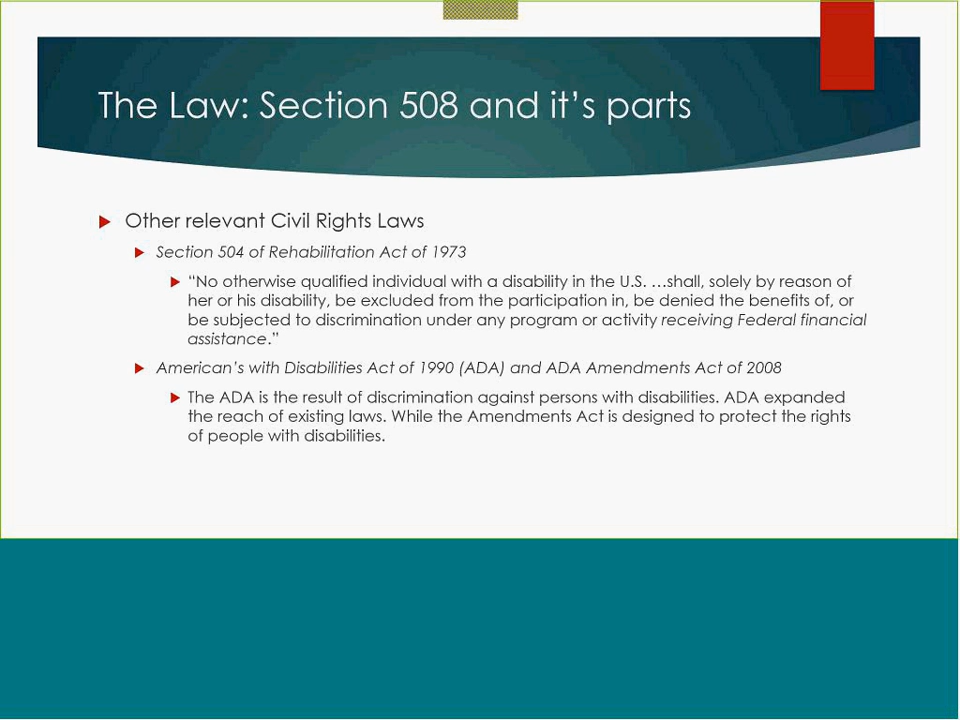 The Law: Section 508 and it’s parts
Other relevant Civil Rights Laws
Section 504 of Rehabilitation Act of 1973
“No otherwise qualified individual with a disability in the U.S. …shall, solely by reason of
her or his disability, be excluded from the participation in, be denied the benefits of, or
be subjected to discrimination under any program or activity receiving Federal financial
assistance.”
American’s with Disabilities Act of 1990 (ADA) and ADA Amendments Act of 2008
The ADA is the result of discrimination against persons with disabilities. ADA expanded
the reach of existing laws. While the Amendments Act is designed to protect the rights
of people with disabilities.